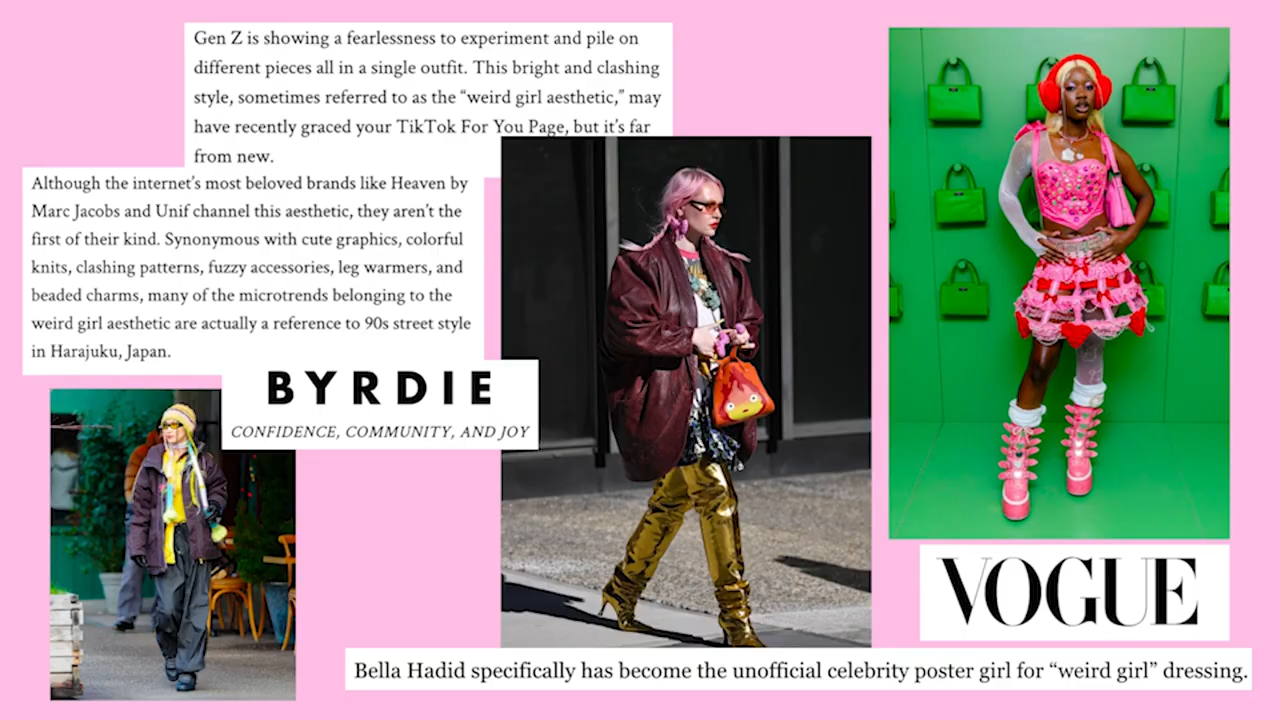 Gen Z is showing a fearlessness to experiment and pile on
different pieces all in a single outfit. This bright and clashing
style, sometimes referred to as the “weird girl aesthetic,” may
have recently graced your TikTok For You Page, but it’s far
from new.
Although the internet’s most beloved brands like Heaven by
Marc Jacobs and Unif channel this aesthetic, they aren’t the
first of their kind. Synonymous with cute graphics, colorful
knits, clashing patterns, fuzzy accessories, leg warmers, and
beaded charms, many of the microtrends belonging to the
weird girl aesthetic are actually a reference to 90s street style
in Harajuku, Japan.
BYRDIE
CONFIDENCE, COMMUNITY, AND JOY
VOGUE
Bella Hadid specifically has become the unofficial celebrity poster girl for “weird girl” dressing.